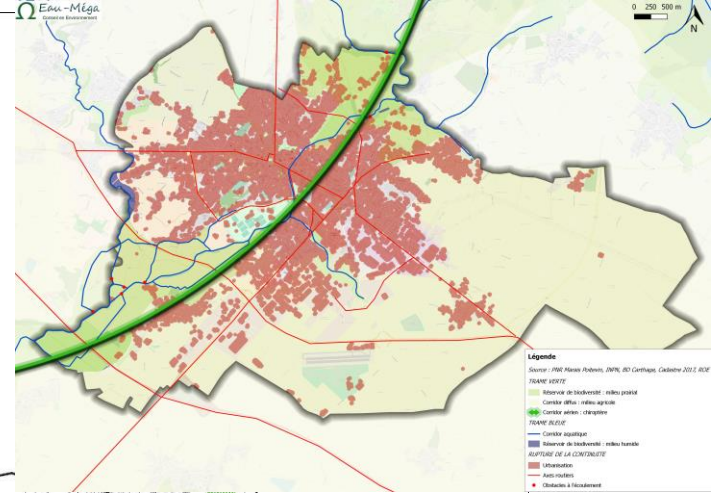 Eau-Méga
Conseil en Environnement
0 250 500 m
N
Légende
Source : PNR Marais Poitevin, INPN, BD Carthage, Cadastre 2017, ROE
TRAME VERTE
Réservoir de biodiversité : milieu prairial
Corridor diffus : milieu agricole
Corridor aérien : chiroptère
TRAME BLEUE
Corridor aquatique
Réservoir de biodiversité : milieu humide
RUPTURE DE LA CONTINUITE
Urbanisation
Axes routiers
Obstacles à l'écoulement